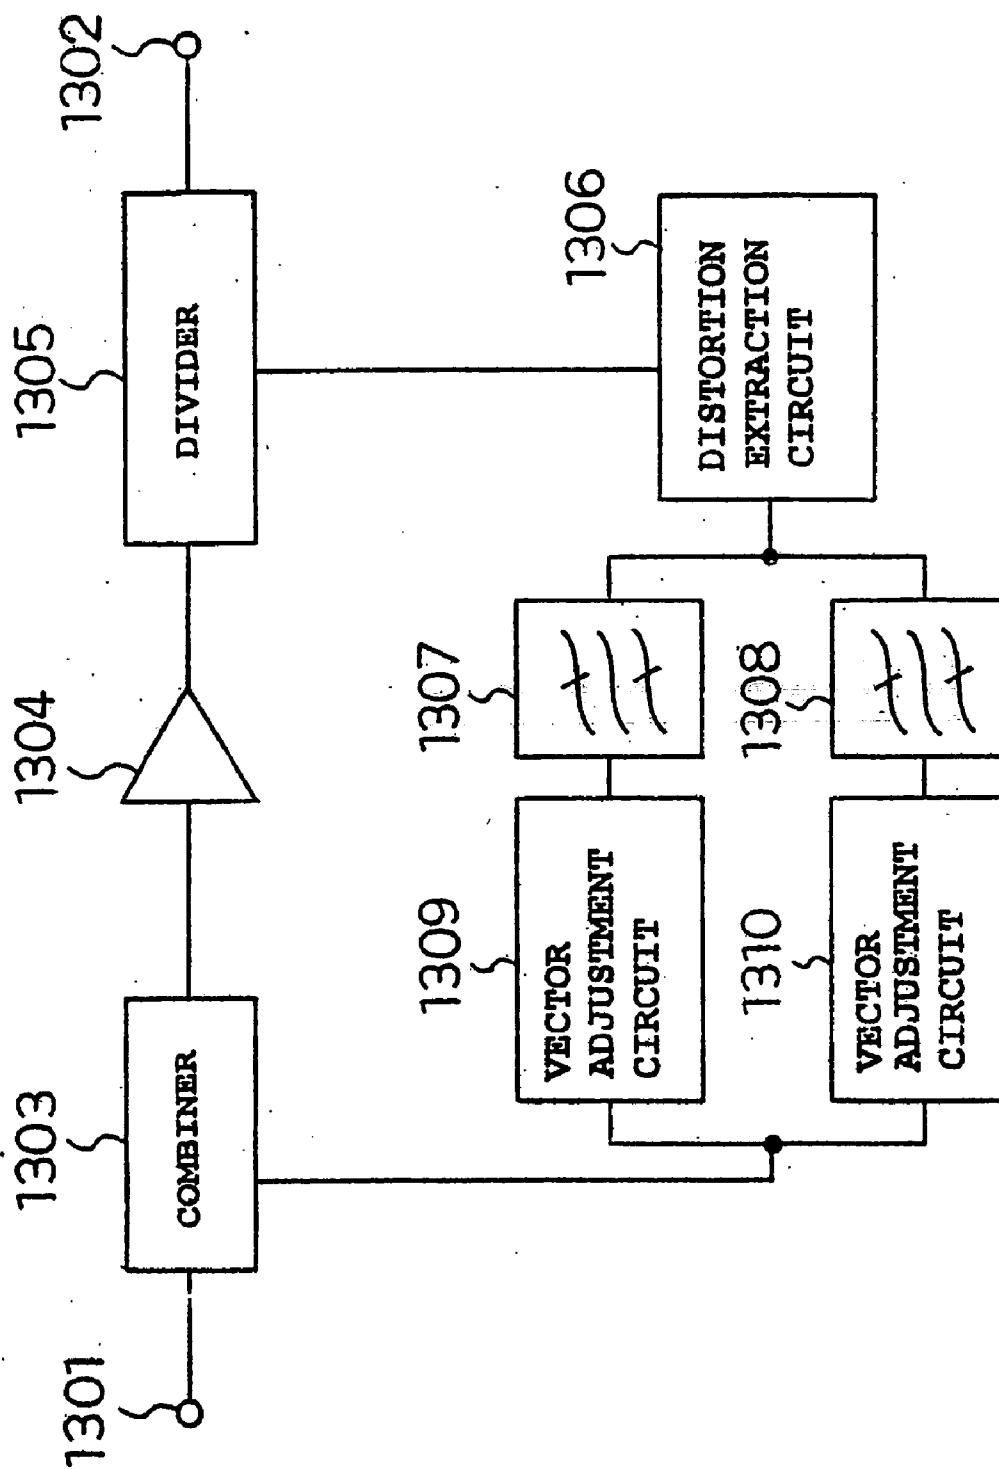 1301
1303
COMBINER
1304
1305
DIVIDER
1302
1309
VECTOR
ADJUSTMENT
CIRCUIT
1307
1306
DISTORTION
EXTRACTION
CIRCUIT
1310
VECTOR
ADJUSTMENT
CIRCUIT
1308